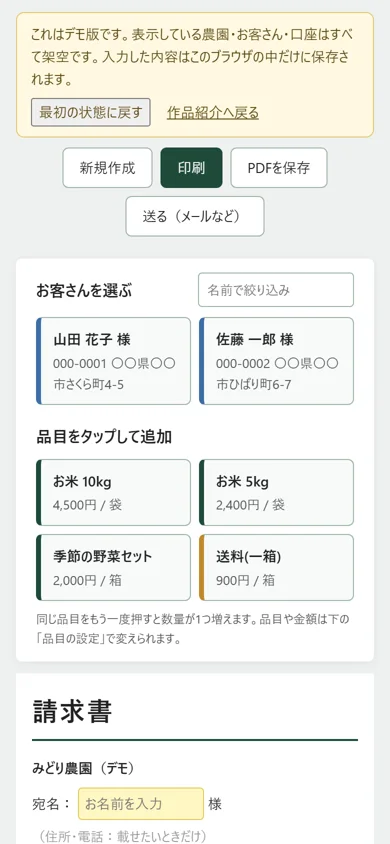 これはデモ版です。表示している農園・お客さん・口座はすべ
て架空です。入力した内容はこのブラウザの中だけに保存さ
れます。
最初の状態に戻す 作品紹介へ戻る
新規作成 印刷 PDFを保存
送る（メールなど）
お客さんを選ぶ 名前で絞り込み
山田 花子 様 佐藤 一郎 様
000-0001 〇〇県〇〇 000-0002 〇〇県〇〇
市さくら町4-5 市ひばり町6-7
品目をタップして追加
お米 10kg お米 5kg
4,500円 / 袋 2,400円 / 袋
季節の野菜セット 送料(一箱)
2,000円 / 箱 900円 / 箱
同じ品目をもう一度押すと数量が1つ増えます。品目や金額は下の
「品目の設定」で変えられます。
請求書
みどり農園（デモ）
宛名： お名前を入力 様
（住所・電話：載せたいときだけ）